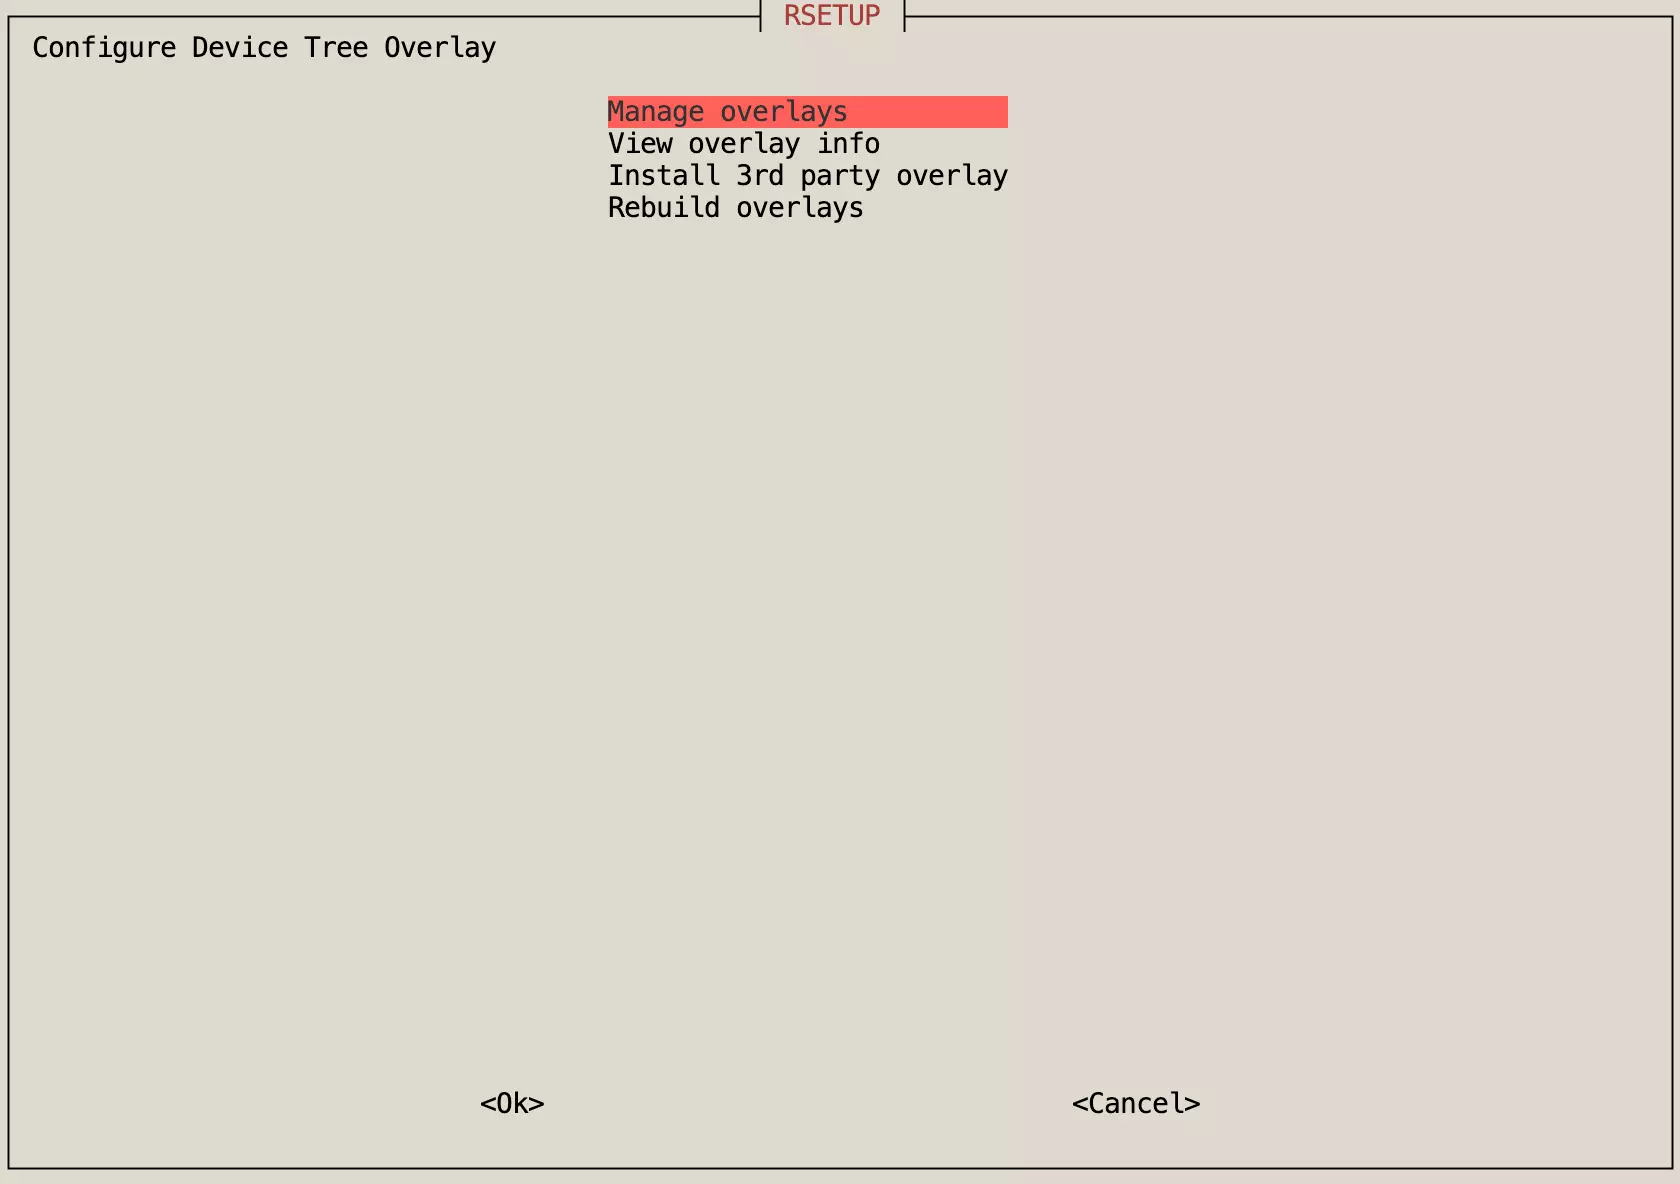 RSETUP
Configure Device Tree Overlay
Manage overlays
View overlay info
Install 3rd party overlay
Rebuild overlays
<Ok> <Cancel>